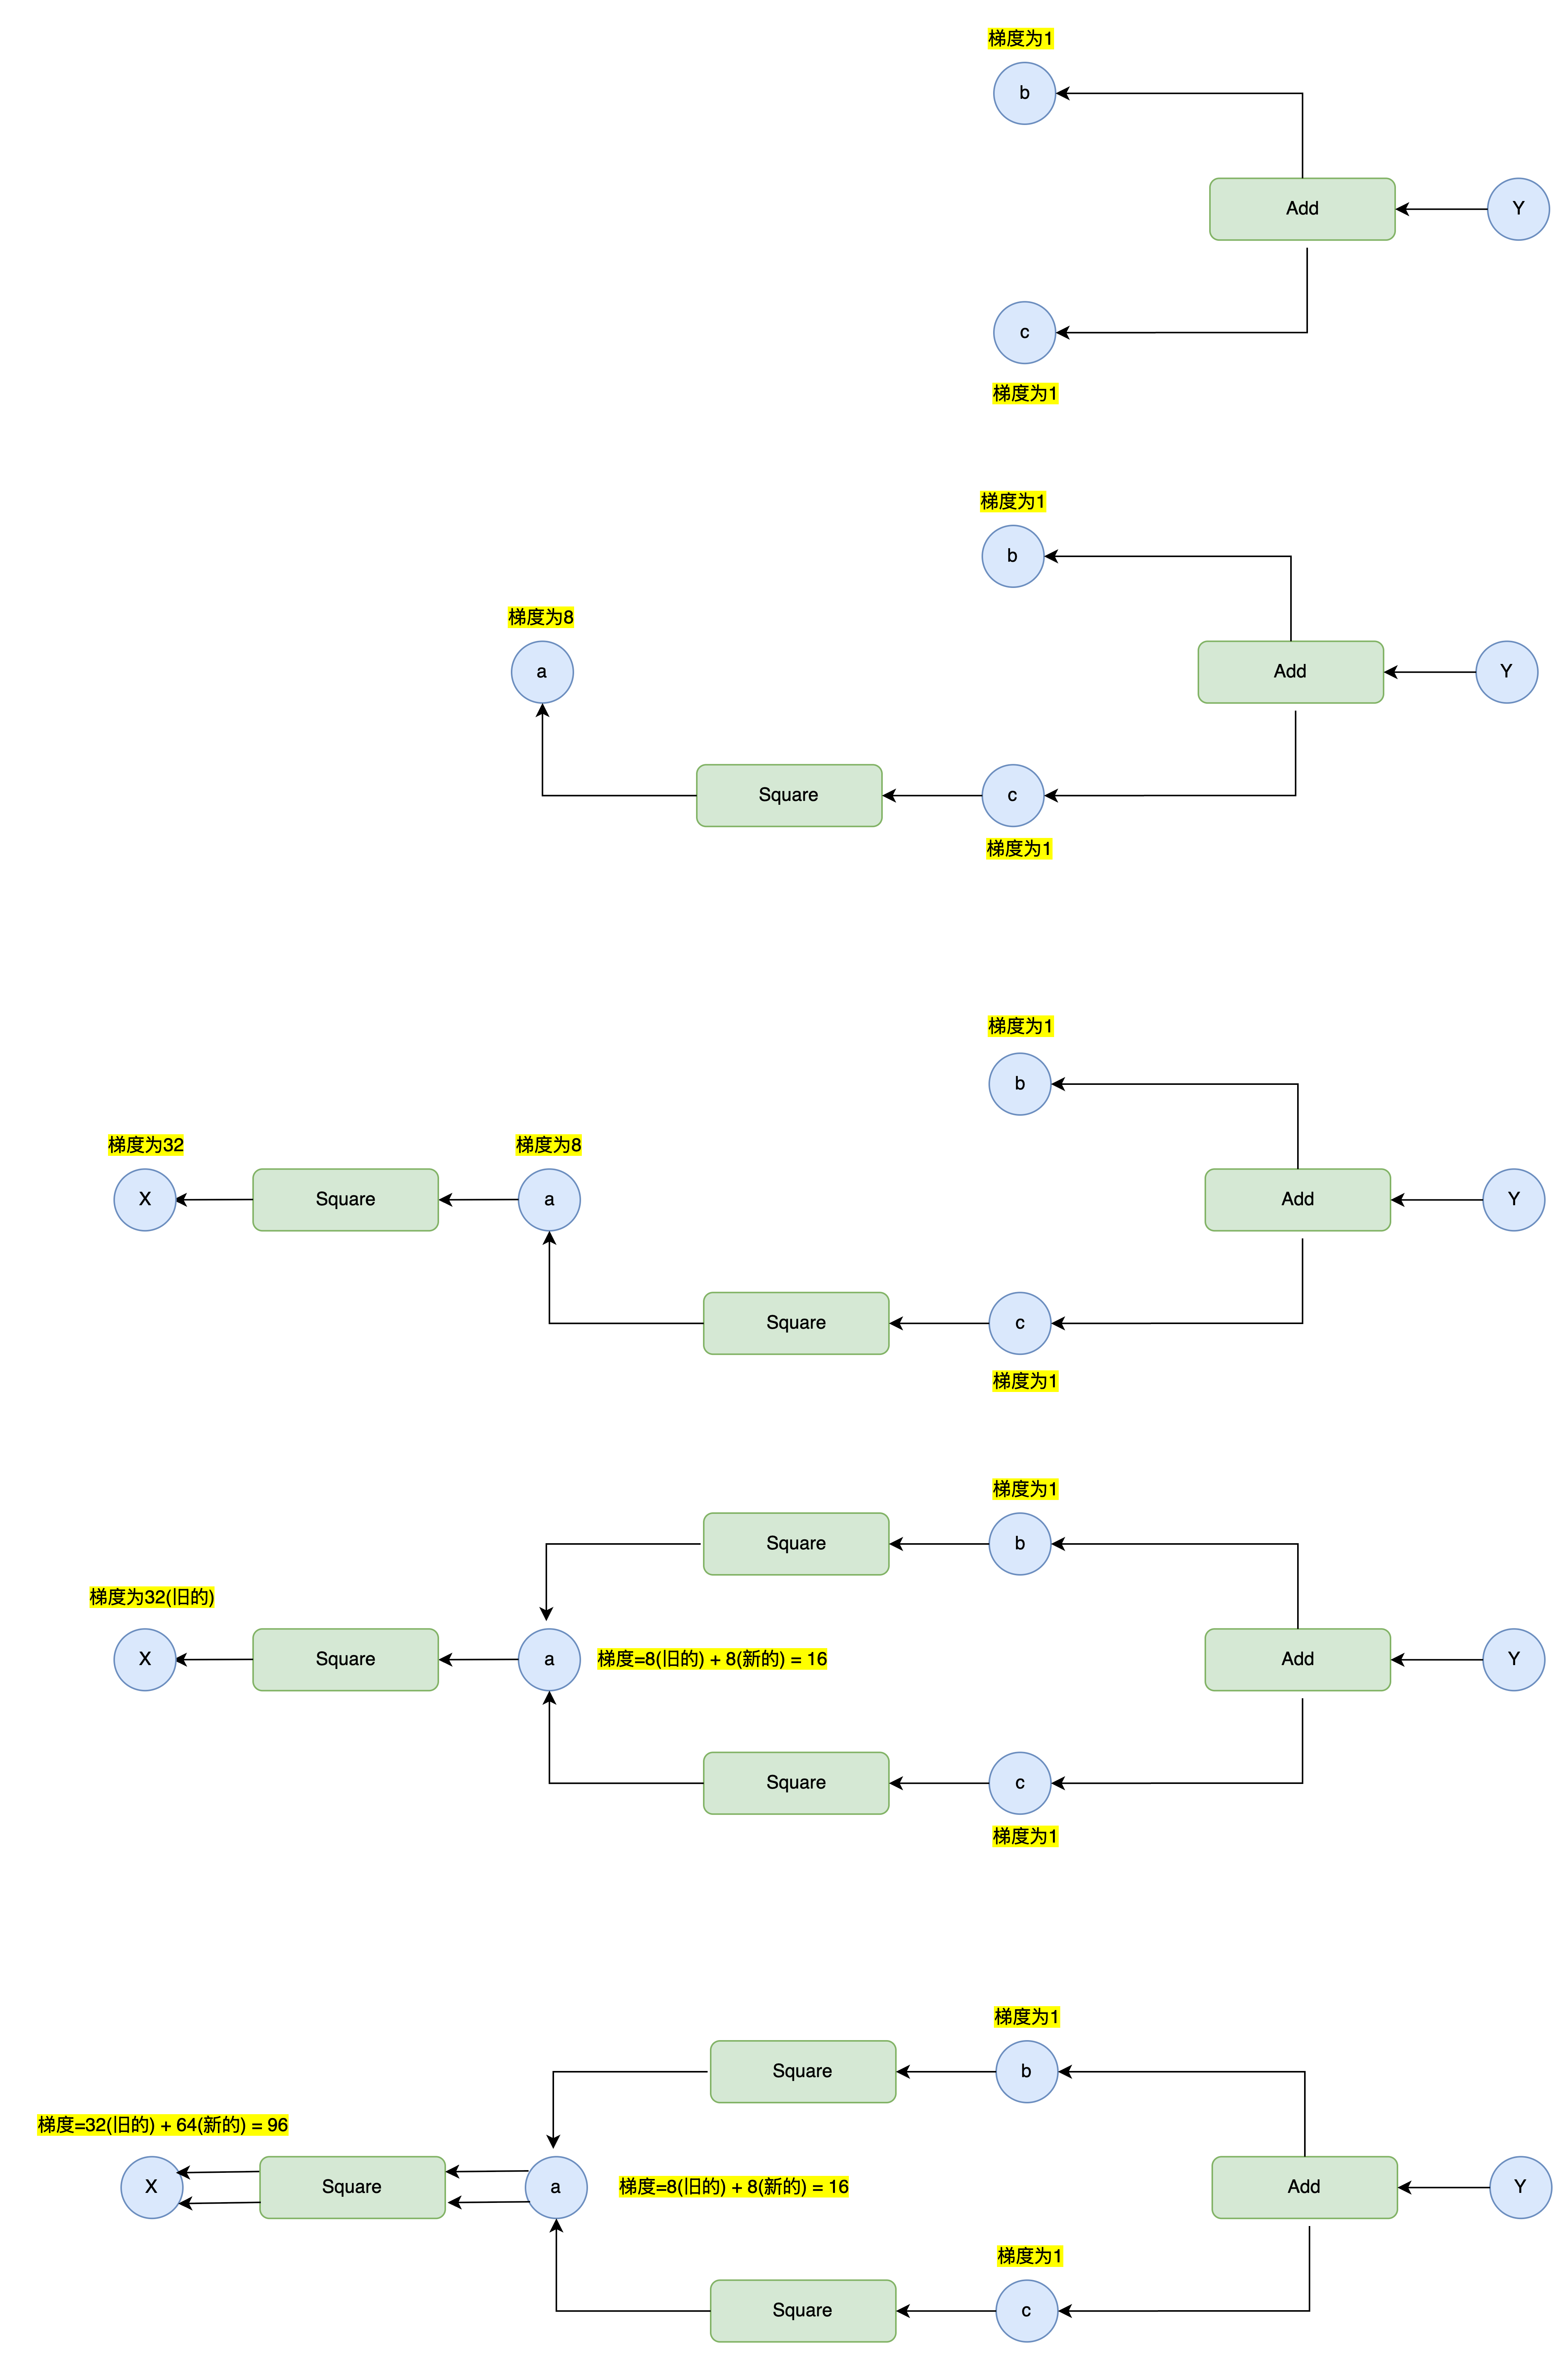 梯度为1
b
Add
Y
c
梯度为1
梯度为1
b
梯度为8
a
Add
Y
Square
c
梯度为1
梯度为1
b
梯度为32
梯度为8
X
Square
a
Add
Y
Square
c
梯度为1
梯度为1
Square
b
梯度为32(旧的)
X
Square
a
梯度=8(旧的) + 8(新的) = 16
Add
Y
Square
c
梯度为1
梯度为1
Square
b
梯度=32(旧的) + 64(新的) = 96
X
Square
a
梯度=8(旧的) + 8(新的) = 16
Add
Y
梯度为1
Square
c